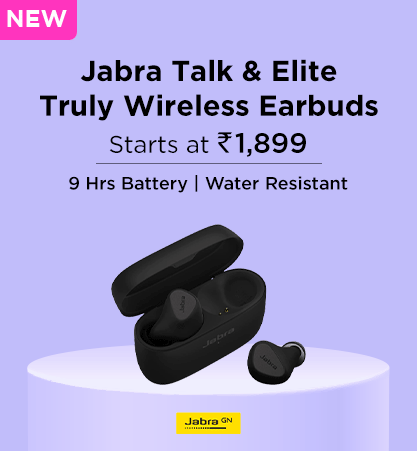 NEW
Jabra Talk & Elite
Truly Wireless Earbuds
Starts at ₹1,899
9 Hrs Battery | Water Resistant
Jabra
Jabra
Jabra GN